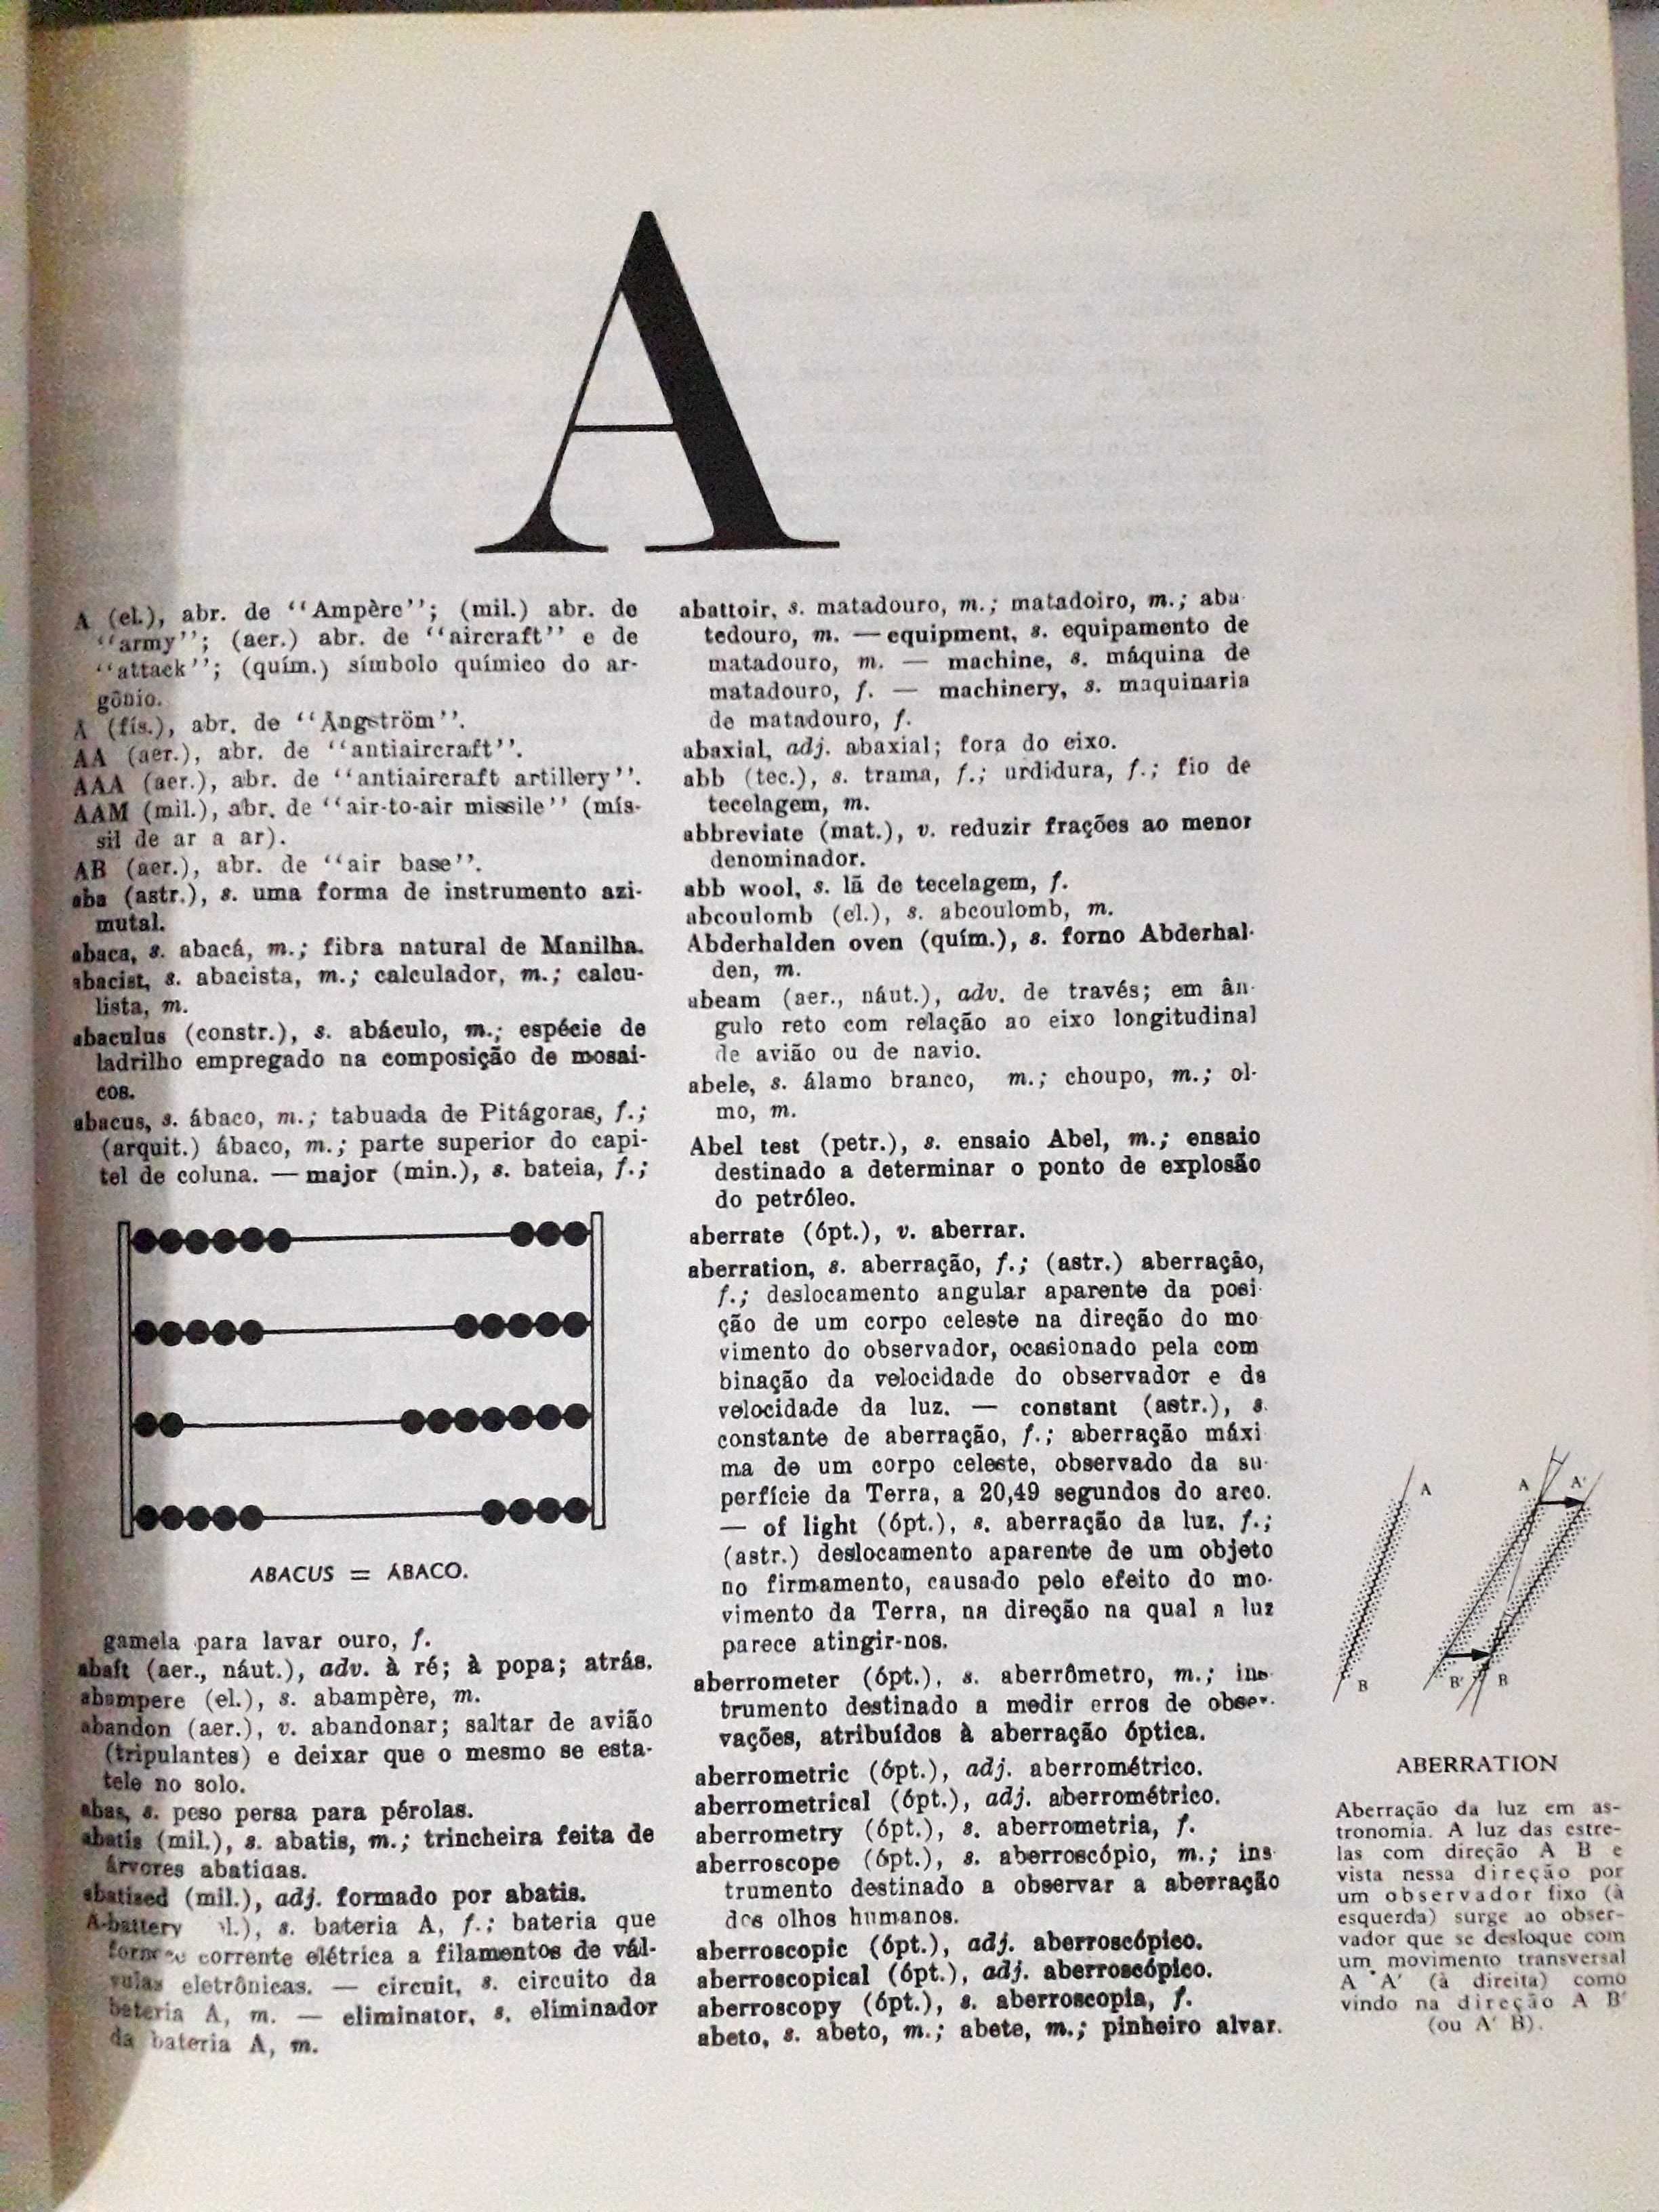 A
A (el.), abr. de ‘‘Ampère’’; (mil.) abr. de
‘‘army’’; (aer.) abr. de ‘‘aircraft’’ e de
‘‘attack’’; (quím.) símbolo químico do ar-
gônio.
Å (fís.), abr. de ‘‘Ångström’’.
AA (aer.), abr. de ‘‘antiaircraft’’.
AAA (aer.), abr. de ‘‘antiaircraft artillery’’.
AAM (mil.), abr. de ‘‘air-to-air missile’’ (mís-
sil de ar a ar).
AB (aer.), abr. de ‘‘air base’’.
aba (astr.), s. uma forma de instrumento azi-
mutal.
abaca, s. abacá, m.; fibra natural de Manilha.
abacist, s. abacista, m.; calculador, m.; calcu-
lista, m.
abaculus (constr.), s. abáculo, m.; espécie de
ladrilho empregado na composição de mosai-
cos.
abacus, s. ábaco, m.; tabuada de Pitágoras, f.;
(arquit.) ábaco, m.; parte superior do capi-
tel de coluna. — major (min.), s. bateia, f.;
ABACUS = ÁBACO.
gamela para lavar ouro, f.
abaft (aer., náut.), adv. à ré; à popa; atrás.
abampere (el.), s. abampère, m.
abandon (aer.), v. abandonar; saltar de avião
(tripulantes) e deixar que o mesmo se esta-
tele no solo.
abas, s. peso persa para pérolas.
abatis (mil.), s. abatis, m.; trincheira feita de
árvores abatidas.
abatised (mil.), adj. formado por abatis.
A-battery l.), s. bateria A, f.; bateria que
corrente elétrica a filamentos de vál-
vulas eletrônicas. — circuit, s. circuito da
bateria A, m. — eliminator, s. eliminador
da bateria A, m.
abattoir, s. matadouro, m.; matadoiro, m.; aba-
tedouro, m. — equipment, s. equipamento de
matadouro, m. — machine, s. máquina de
matadouro, f. — machinery, s. maquinaria
de matadouro, f.
abaxial, adj. abaxial; fora do eixo.
abb (tec.), s. trama, f.; urdidura, f.; fio de
tecelagem, m.
abbreviate (mat.), v. reduzir frações ao menor
denominador.
abb wool, s. lã de tecelagem, f.
abcoulomb (el.), s. abcoulomb, m.
Abderhalden oven (quím.), s. forno Abderhal-
den, m.
abeam (aer., náut.), adv. de través; em ân-
gulo reto com relação ao eixo longitudinal
de avião ou de navio.
abele, s. álamo branco, m.; choupo, m.; ol-
mo, m.
Abel test (petr.), s. ensaio Abel, m.; ensaio
destinado a determinar o ponto de explosão
do petróleo.
aberrate (ópt.), v. aberrar.
aberration, s. aberração, f.; (astr.) aberração,
f.; deslocamento angular aparente da posi-
ção de um corpo celeste na direção do mo-
vimento do observador, ocasionado pela com
binação da velocidade do observador e da
velocidade da luz. — constant (astr.), s.
constante de aberração, f.; aberração máxi
ma de um corpo celeste, observado da su-
perfície da Terra, a 20,49 segundos do arco.
— of light (ópt.), s. aberração da luz, f.;
(astr.) deslocamento aparente de um objeto
no firmamento, causado pelo efeito do mo-
vimento da Terra, na direção na qual a luz
parece atingir-nos.
aberrometer (ópt.), s. aberrômetro, m.; ins-
trumento destinado a medir erros de obser-
vações, atribuídos à aberração óptica.
aberrometric (ópt.), adj. aberrométrico.
aberrometrical (ópt.), adj. aberrométrico.
aberrometry (ópt.), s. aberrometria, f.
aberroscope (ópt.), s. aberroscópio, m.; ins
trumento destinado a observar a aberração
dos olhos humanos.
aberroscopic (ópt.), adj. aberroscópico.
aberroscopical (ópt.), adj. aberroscópico.
aberroscopy (ópt.), s. aberroscopia, f.
abeto, s. abeto, m.; abete, m.; pinheiro alvar.
A A A'
B B' B
ABERRATION
Aberração da luz em as-
tronomia. A luz das estre-
las com direção A B e
vista nessa direção por
um observador fixo (à
esquerda) surge ao obser-
vador que se desloque com
um movimento transversal
A A' (à direita) como
vindo na direção A B'
(ou A' B).